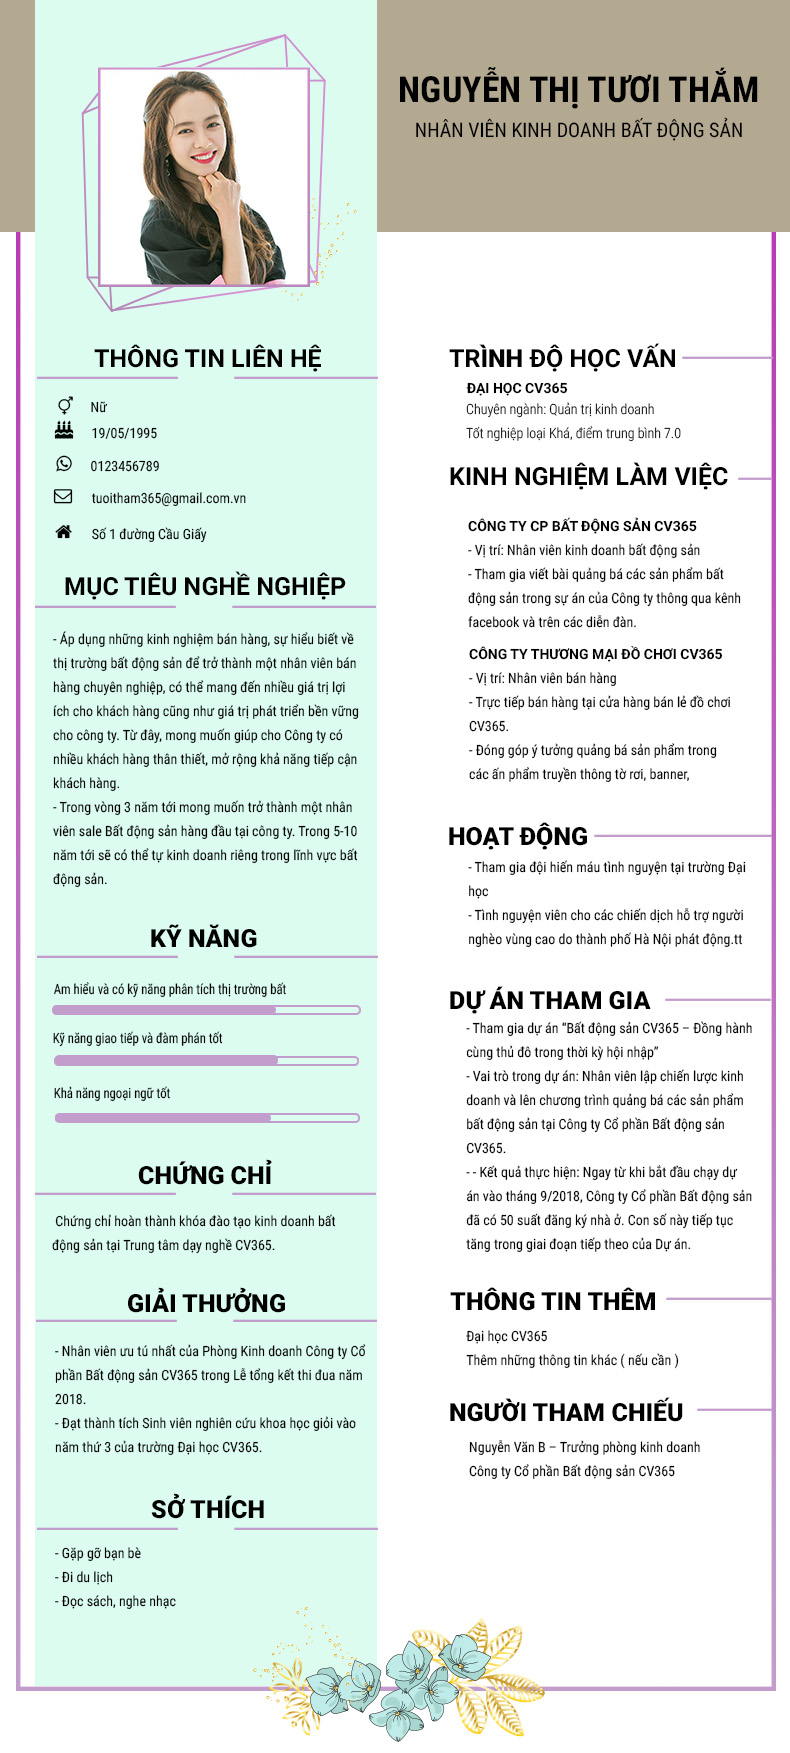 NGUYỄN THỊ TƯƠI THẮM
NHÂN VIÊN KINH DOANH BẤT ĐỘNG SẢN
THÔNG TIN LIÊN HỆ
Nữ
19/05/1995
0123456789
tuoitham365@gmail.com.vn
Số 1 đường Cầu Giấy
MỤC TIÊU NGHỀ NGHIỆP
- Áp dụng những kinh nghiệm bán hàng, sự hiểu biết về
thị trường bất động sản để trở thành một nhân viên bán
hàng chuyên nghiệp, có thể mang đến nhiều giá trị lợi
ích cho khách hàng cũng như giá trị phát triển bền vững
cho công ty. Từ đây, mong muốn giúp cho Công ty có
nhiều khách hàng thân thiết, mở rộng khả năng tiếp cận
khách hàng.
- Trong vòng 3 năm tới mong muốn trở thành một nhân
viên sale Bất động sản hàng đầu tại công ty. Trong 5-10
năm tới sẽ có thể tự kinh doanh riêng trong lĩnh vực bất
động sản.
KỸ NĂNG
Am hiểu và có kỹ năng phân tích thị trường bất
Kỹ năng giao tiếp và đàm phán tốt
Khả năng ngoại ngữ tốt
CHỨNG CHỈ
Chứng chỉ hoàn thành khóa đào tạo kinh doanh bất
động sản tại Trung tâm dạy nghề CV365.
GIẢI THƯỞNG
- Nhân viên ưu tú nhất của Phòng Kinh doanh Công ty Cổ
phần Bất động sản CV365 trong Lễ tổng kết thi đua năm
2018.
- Đạt thành tích Sinh viên nghiên cứu khoa học giỏi vào
năm thứ 3 của trường Đại học CV365.
SỞ THÍCH
- Gặp gỡ bạn bè
- Đi du lịch
- Đọc sách, nghe nhạc
TRÌNH ĐỘ HỌC VẤN
ĐẠI HỌC CV365
Chuyên ngành: Quản trị kinh doanh
Tốt nghiệp loại Khá, điểm trung bình 7.0
KINH NGHIỆM LÀM VIỆC
CÔNG TY CP BẤT ĐỘNG SẢN CV365
- Vị trí: Nhân viên kinh doanh bất động sản
- Tham gia viết bài quảng bá các sản phẩm bất
động sản trong sự án của Công ty thông qua kênh
facebook và trên các diễn đàn.
CÔNG TY THƯƠNG MẠI ĐỒ CHƠI CV365
- Vị trí: Nhân viên bán hàng
- Trực tiếp bán hàng tại cửa hàng bán lẻ đồ chơi
CV365.
- Đóng góp ý tưởng quảng bá sản phẩm trong
các ấn phẩm truyền thông tờ rơi, banner,
HOẠT ĐỘNG
- Tham gia đội hiến máu tình nguyện tại trường Đại
học
- Tình nguyện viên cho các chiến dịch hỗ trợ người
nghèo vùng cao do thành phố Hà Nội phát động.tt
DỰ ÁN THAM GIA
- Tham gia dự án “Bất động sản CV365 – Đồng hành
cùng thủ đô trong thời kỳ hội nhập”
- Vai trò trong dự án: Nhân viên lập chiến lược kinh
doanh và lên chương trình quảng bá các sản phẩm
bất động sản tại Công ty Cổ phần Bất động sản
CV365.
- - Kết quả thực hiện: Ngay từ khi bắt đầu chạy dự
án vào tháng 9/2018, Công ty Cổ phần Bất động sản
đã có 50 suất đăng ký nhà ở. Con số này tiếp tục
tăng trong giai đoạn tiếp theo của Dự án.
THÔNG TIN THÊM
Đại học CV365
Thêm những thông tin khác ( nếu cần )
NGƯỜI THAM CHIẾU
Nguyễn Văn B – Trưởng phòng kinh doanh
Công ty Cổ phần Bất động sản CV365